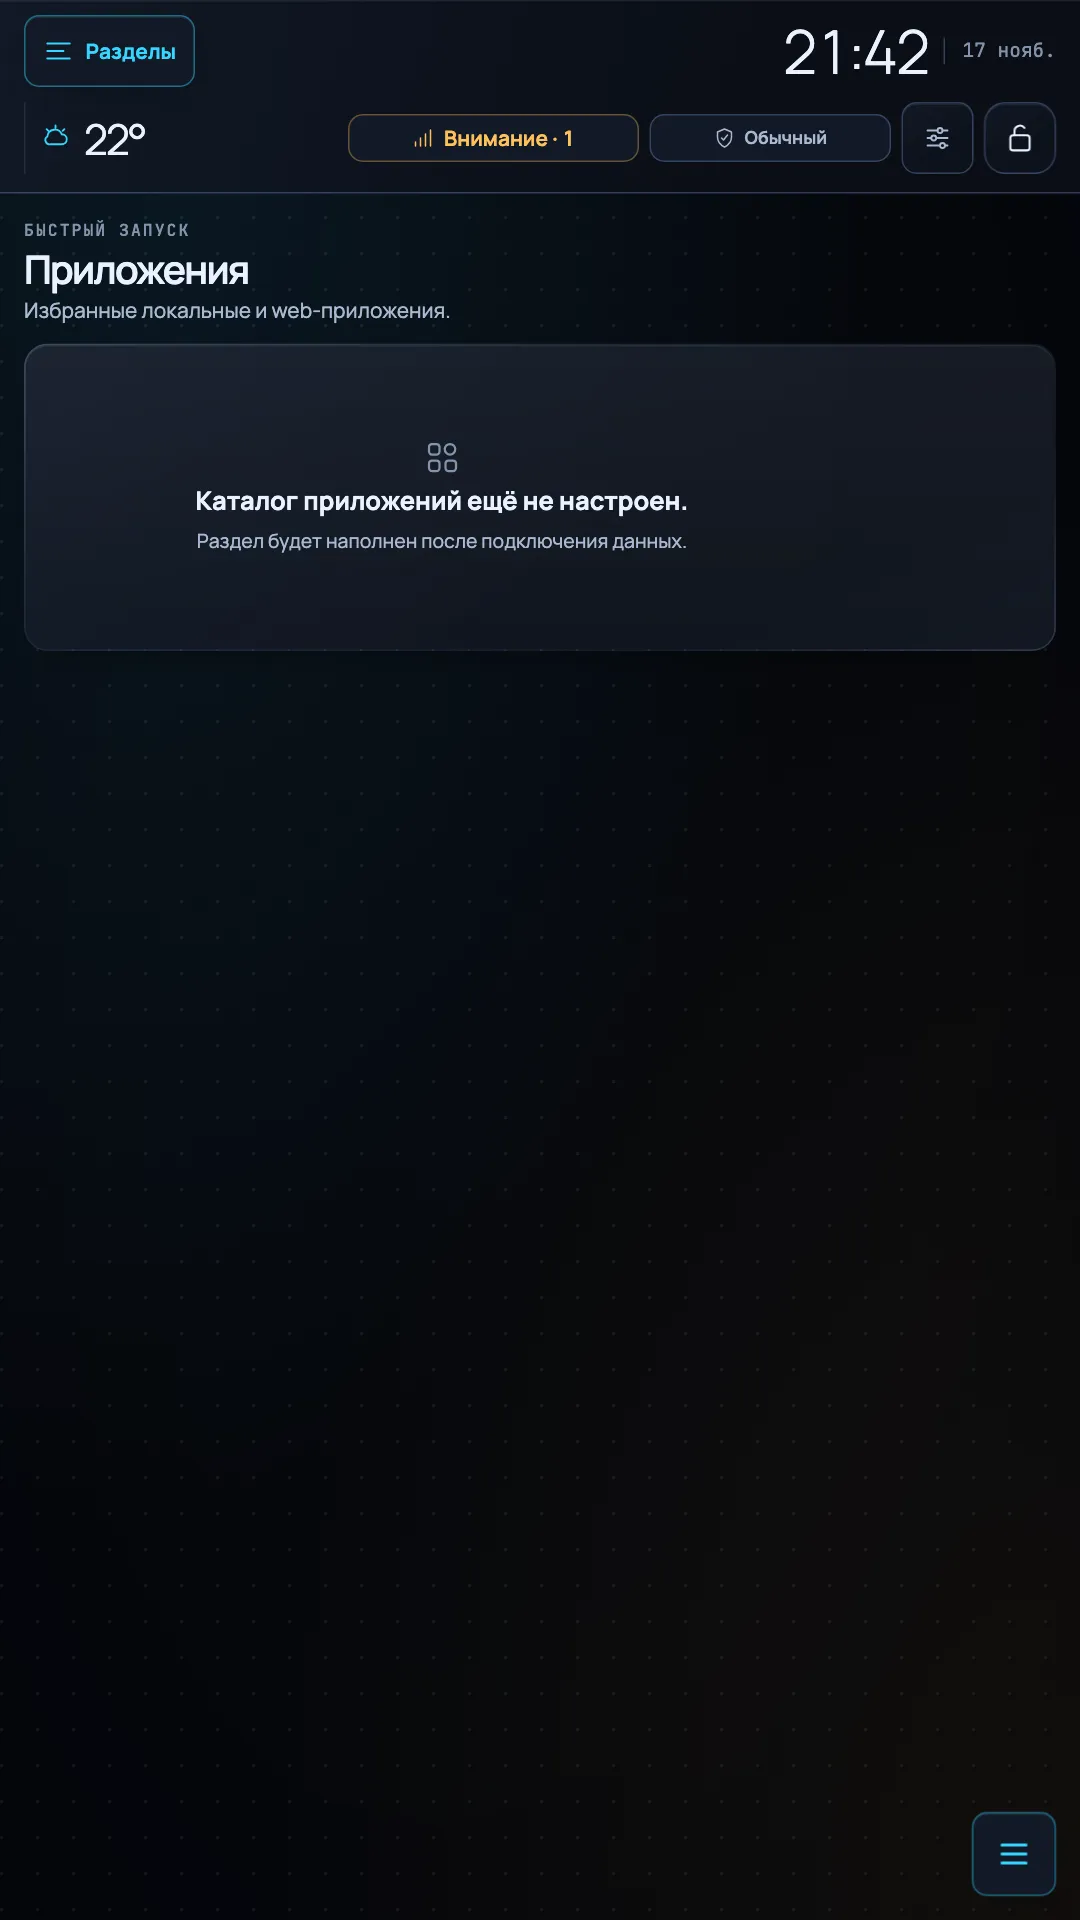 Разделы
21:42
17 нояб.
22°
Внимание · 1
Обычный
БЫСТРЫЙ ЗАПУСК
Приложения
Избранные локальные и web-приложения.
Каталог приложений ещё не настроен.
Раздел будет наполнен после подключения данных.